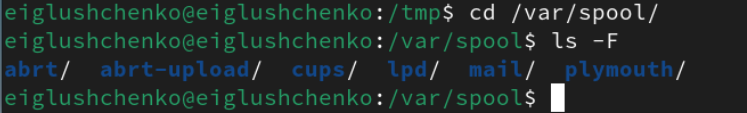 eiglushchenko@eiglushchenko:/tmp$ cd /var/spool/
eiglushchenko@eiglushchenko:/var/spool$ ls -F
abrt/  abrt-upload/  cups/  lpd/  mail/  plymouth/
eiglushchenko@eiglushchenko:/var/spool$